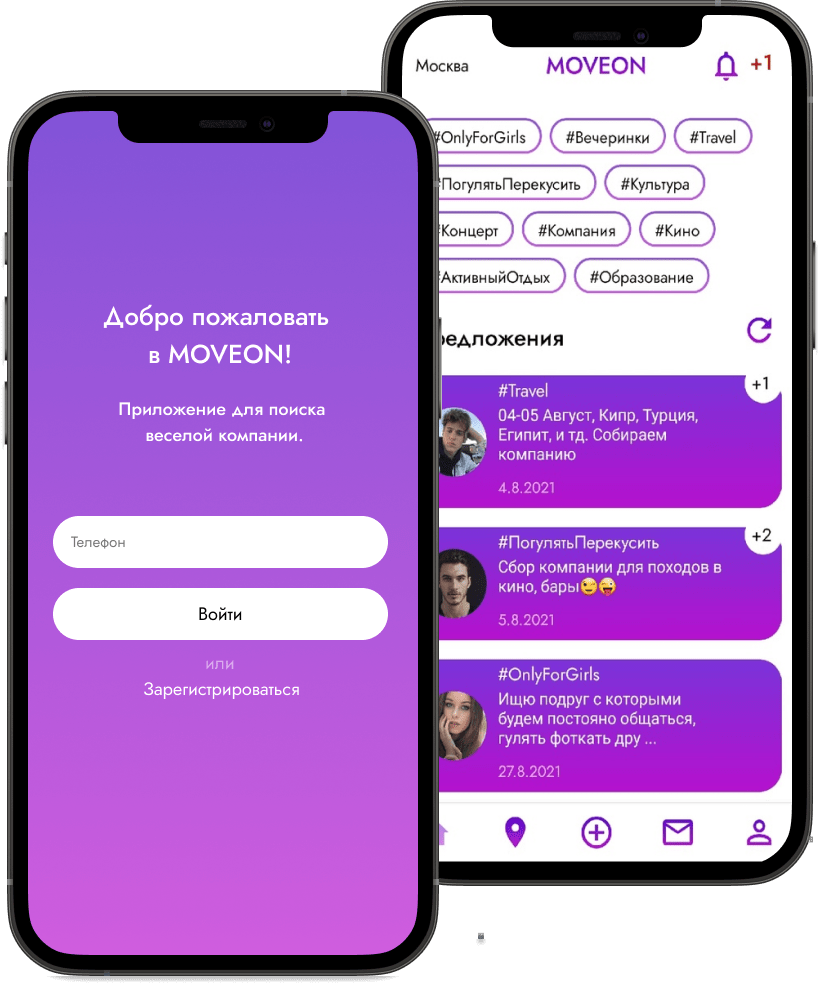 Добро пожаловать
в MOVEON!
Приложение для поиска
веселой компании.
Телефон
Войти
или
Зарегистрироваться
Москва
MOVEON
+1
#OnlyForGirls
#Вечеринки
#Travel
#ПогулятьПерекусить
#Культура
#Концерт
#Компания
#Кино
#АктивныйОтдых
#Образование
редложения
+1
#Travel
04-05 Август, Кипр, Турция,
Египет, и тд. Собираем
компанию
4.8.2021
+2
#ПогулятьПерекусить
Сбор компании для походов в
кино, бары😉😜
5.8.2021
#OnlyForGirls
Ищю подруг с которыми
будем постояно общаться,
гулять фоткать дру ...
27.8.2021